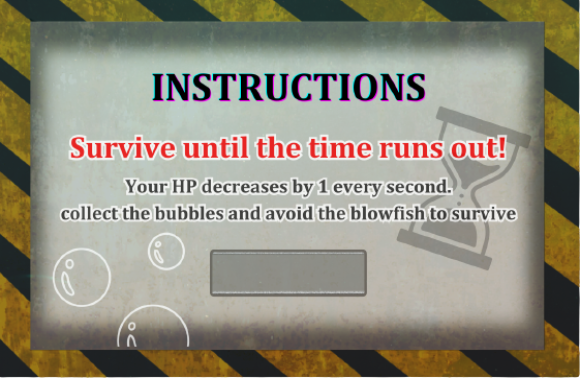 INSTRUCTIONS
Survive until the time runs out!
Your HP decreases by 1 every second.
collect the bubbles and avoid the blowfish to survive